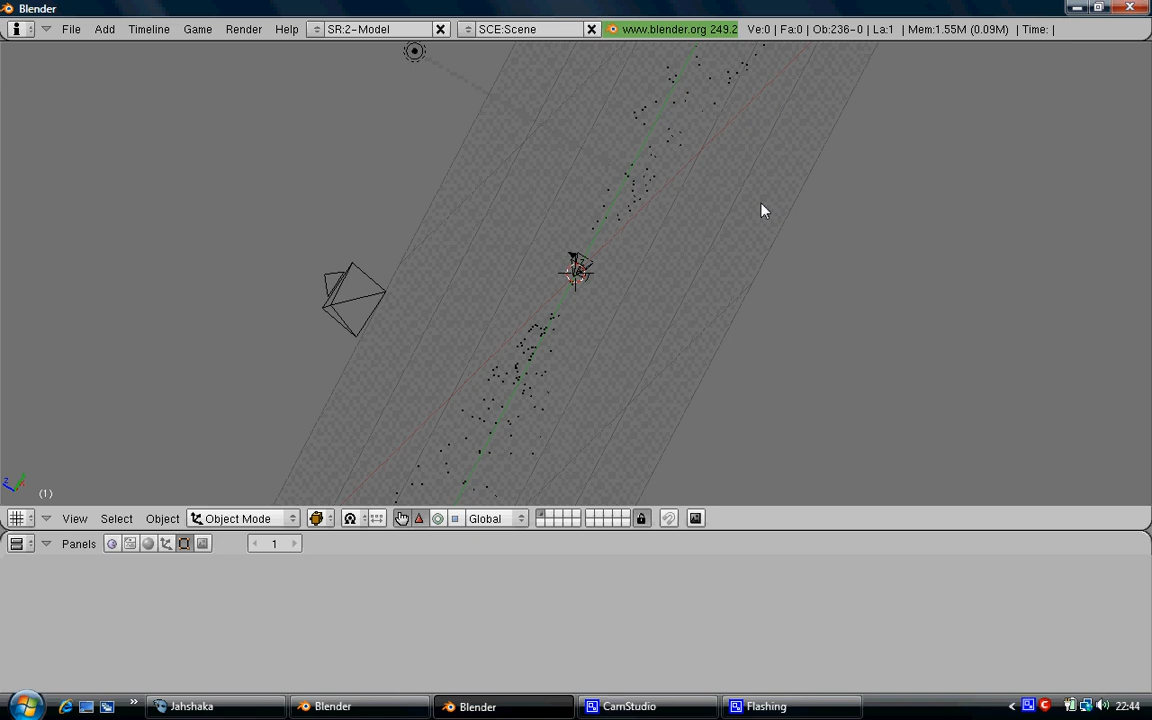 Blender
File Add Timeline Game Render Help SR:2-Model SCE:Scene www.blender.org 249.2 Ve:0 | Fa:0 | Ob:236-0 | La:1 | Mem:1.55M (0.09M) | Time: |
z
(1)
View Select Object Object Mode Global
Panels 1
Jahshaka Blender Blender CamStudio Flashing 22:44